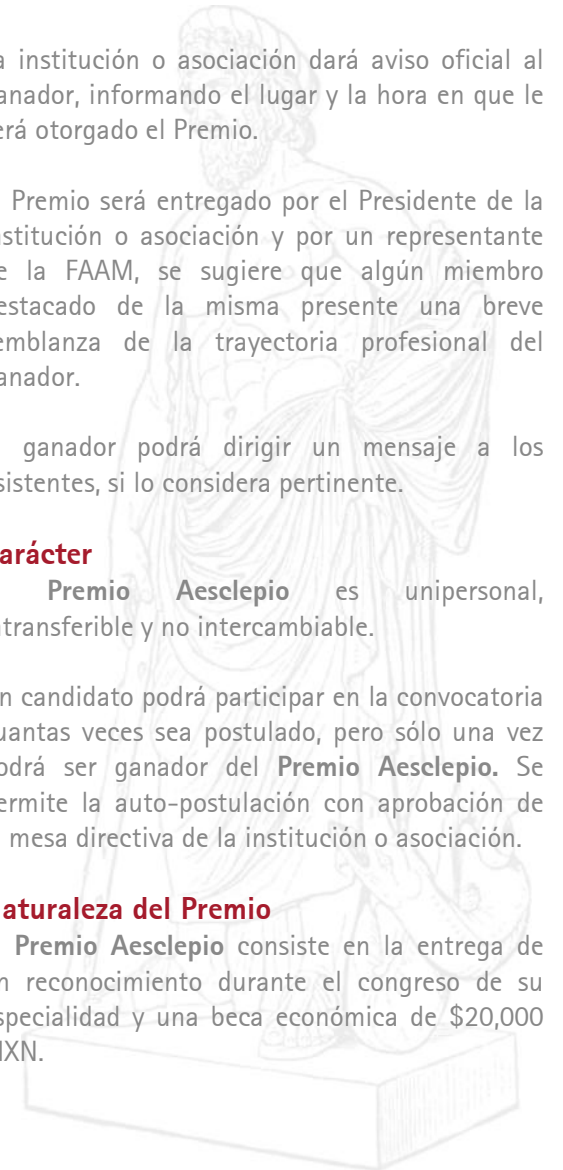 a institución o asociación dará aviso oficial al
anador, informando el lugar y la hora en que le
erá otorgado el Premio.
Premio será entregado por el Presidente de la
nstitución o asociación y por un representante
e la FAAM, se sugiere que algún miembro
estacado de la misma presente una breve
emblanza de la trayectoria profesional del
anador.
ganador podrá dirigir un mensaje a los
sistentes, si lo considera pertinente.
arácter
Premio Aesclepio es unipersonal,
transferible y no intercambiable.
n candidato podrá participar en la convocatoria
uantas veces sea postulado, pero sólo una vez
odrá ser ganador del Premio Aesclepio. Se
ermite la auto-postulación con aprobación de
mesa directiva de la institución o asociación.
aturaleza del Premio
Premio Aesclepio consiste en la entrega de
n reconocimiento durante el congreso de su
specialidad y una beca económica de $20,000
MXN.